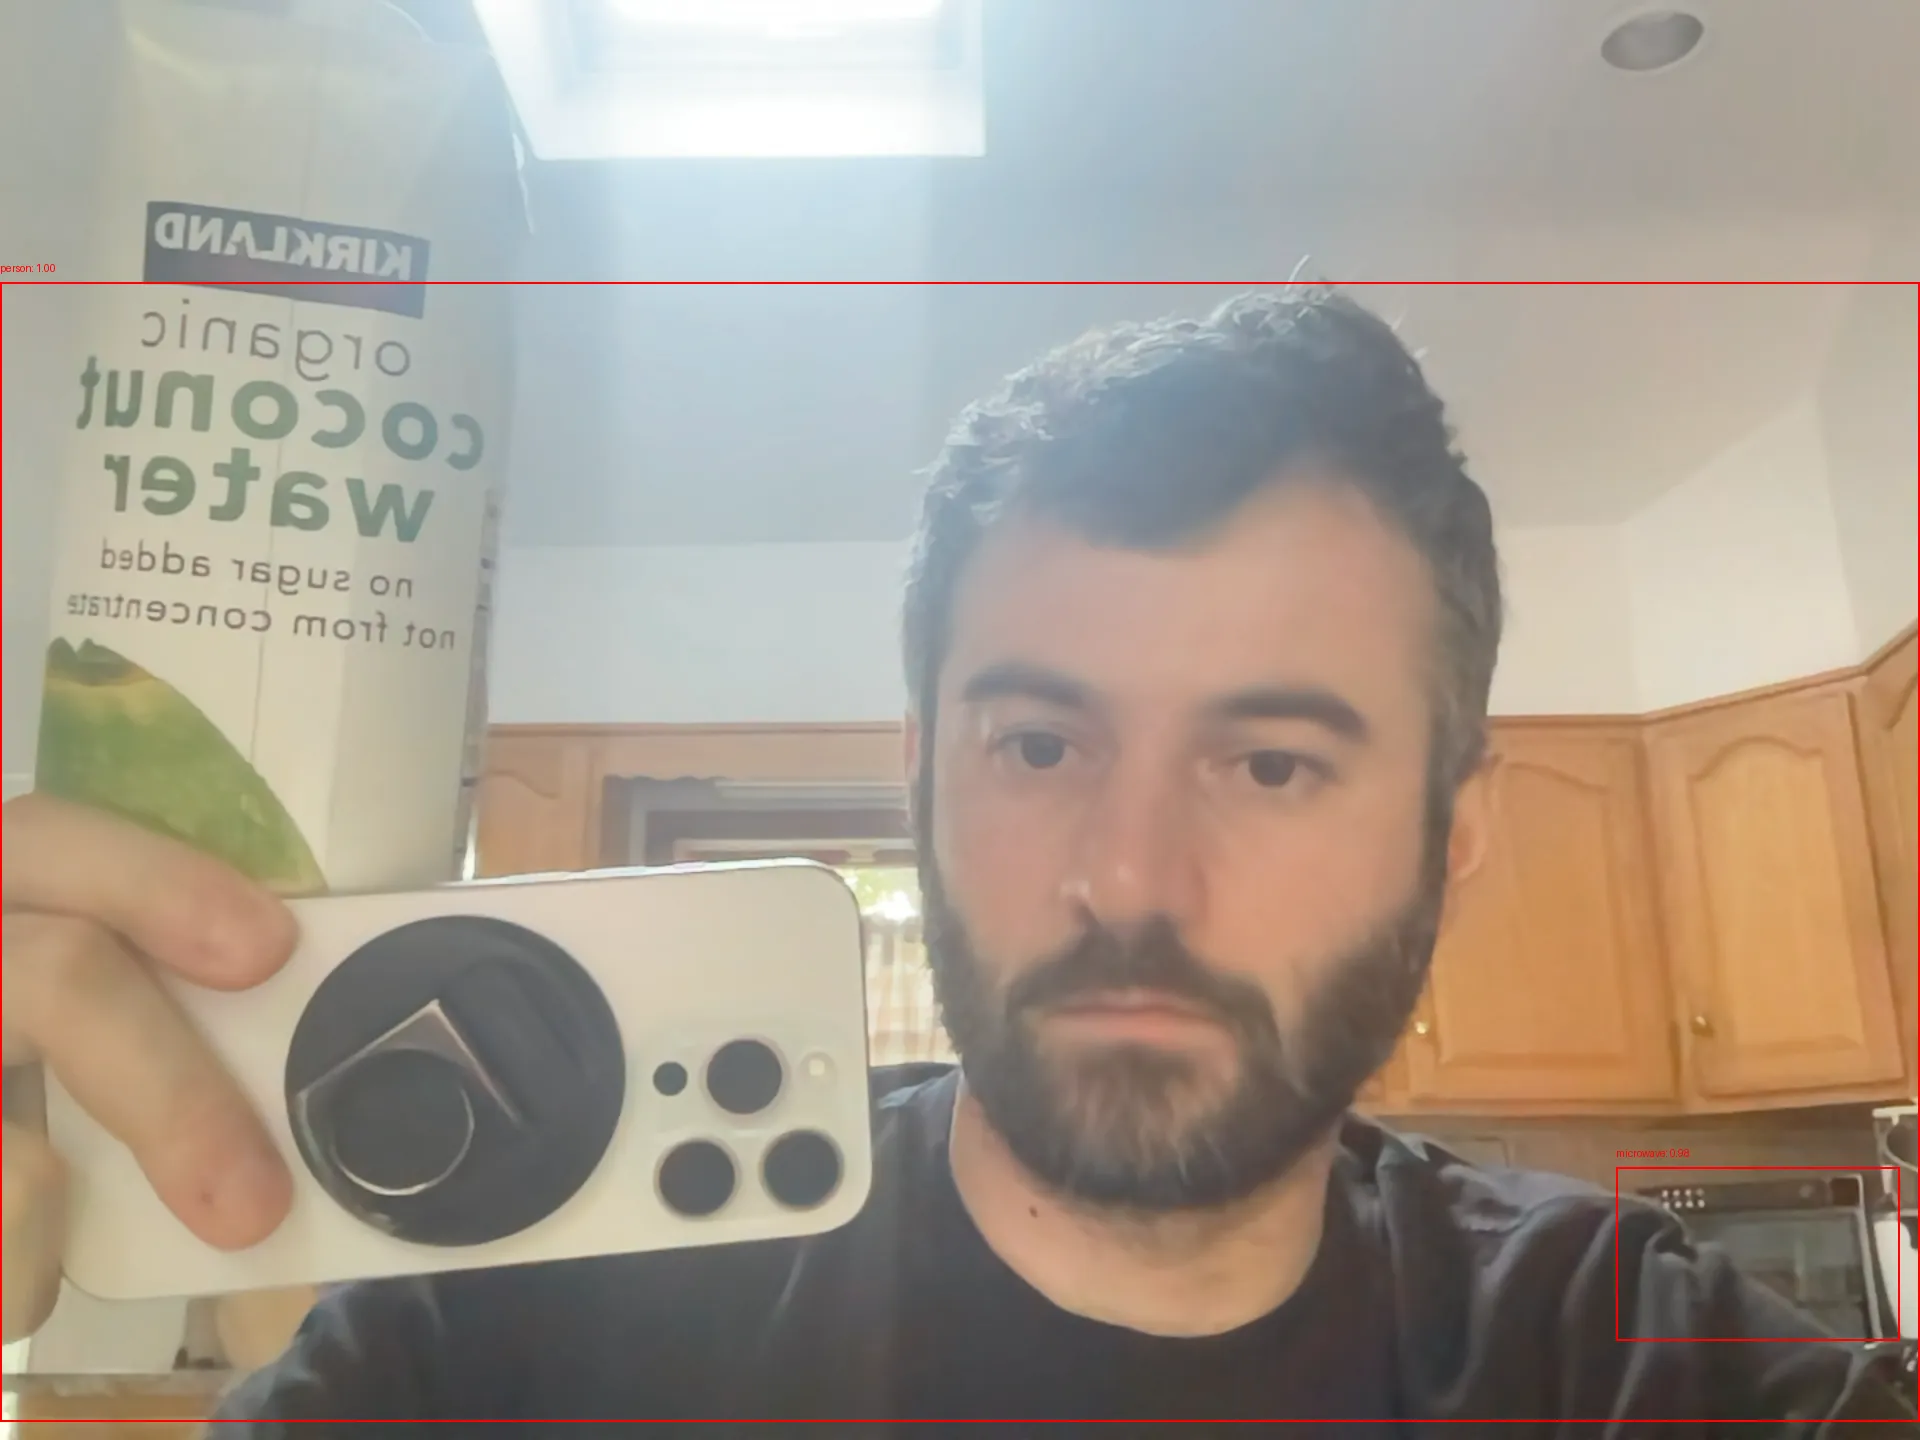 KIRKLAND
person: 1.00
organic
coconut
water
no sugar added
not from concentrate
microwave: 0.98